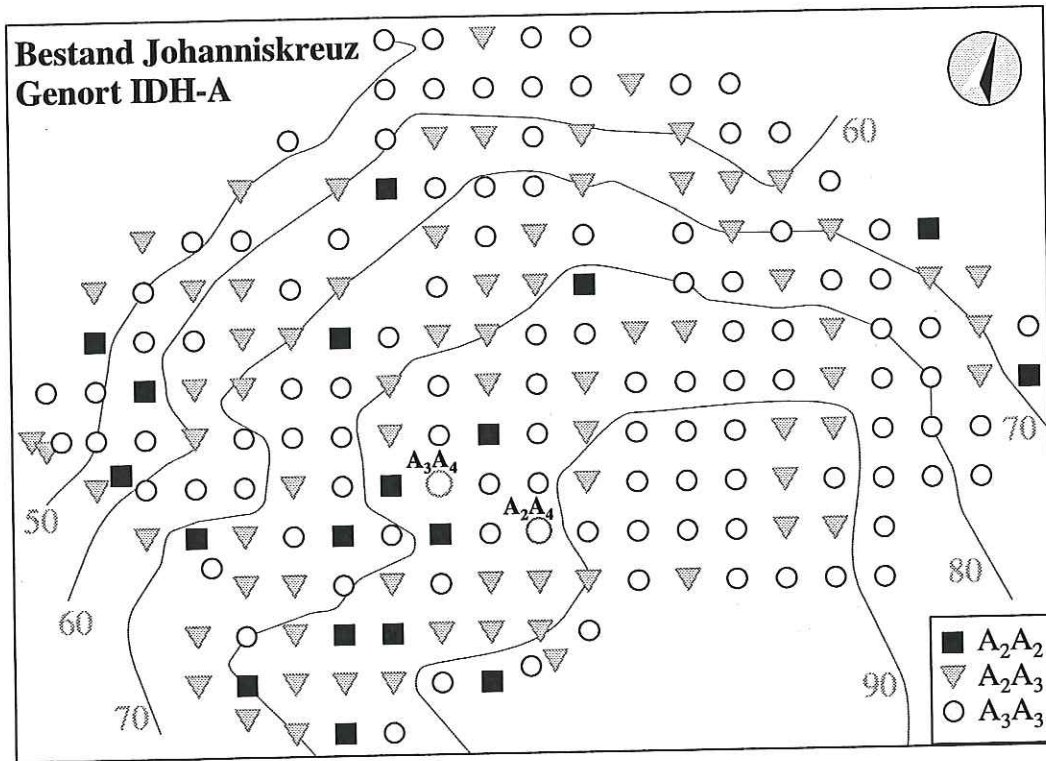 Bestand Johanniskreuz
Genort IDH-A
60
A₃A₄
70
50
A₂A₄
80
60
A₂A₂
A₂A₃
90
70
A₃A₃